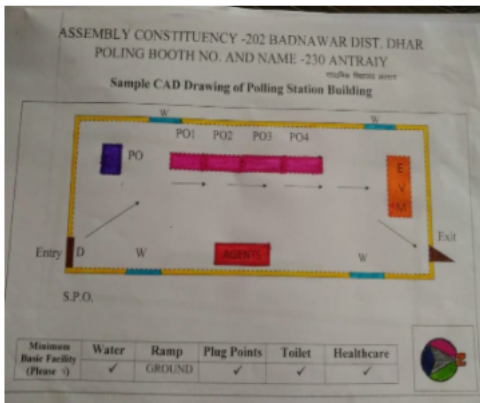 ASSEMBLY CONSTITUENCY -202 BADNAWAR DIST. DHAR
POLING BOOTH NO. AND NAME -230 ANTRAIY
Sample CAD Drawing of Polling Station Building
W
W
PO1 PO2 PO3 PO4
PO
E
V
M
Entry
D
W
AGENTS
W
Exit
S.P.O.
Minimum Basic Facility (Please √) Water Ramp Plug Points Toilet Healthcare
✓ GROUND ✓ ✓ ✓